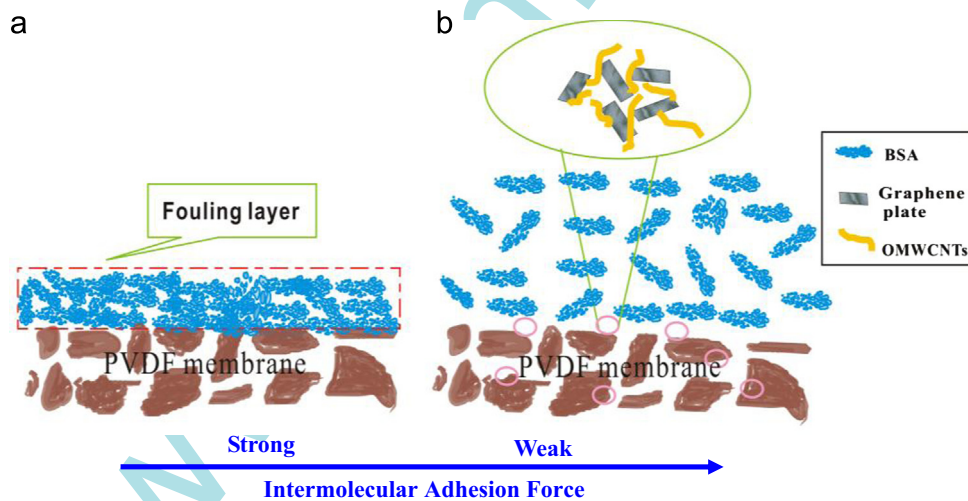 a
b
Fouling layer
BSA
Graphene
plate
OMWCNTs
PVDF membrane
PVDF membrane
Strong
Weak
Intermolecular Adhesion Force